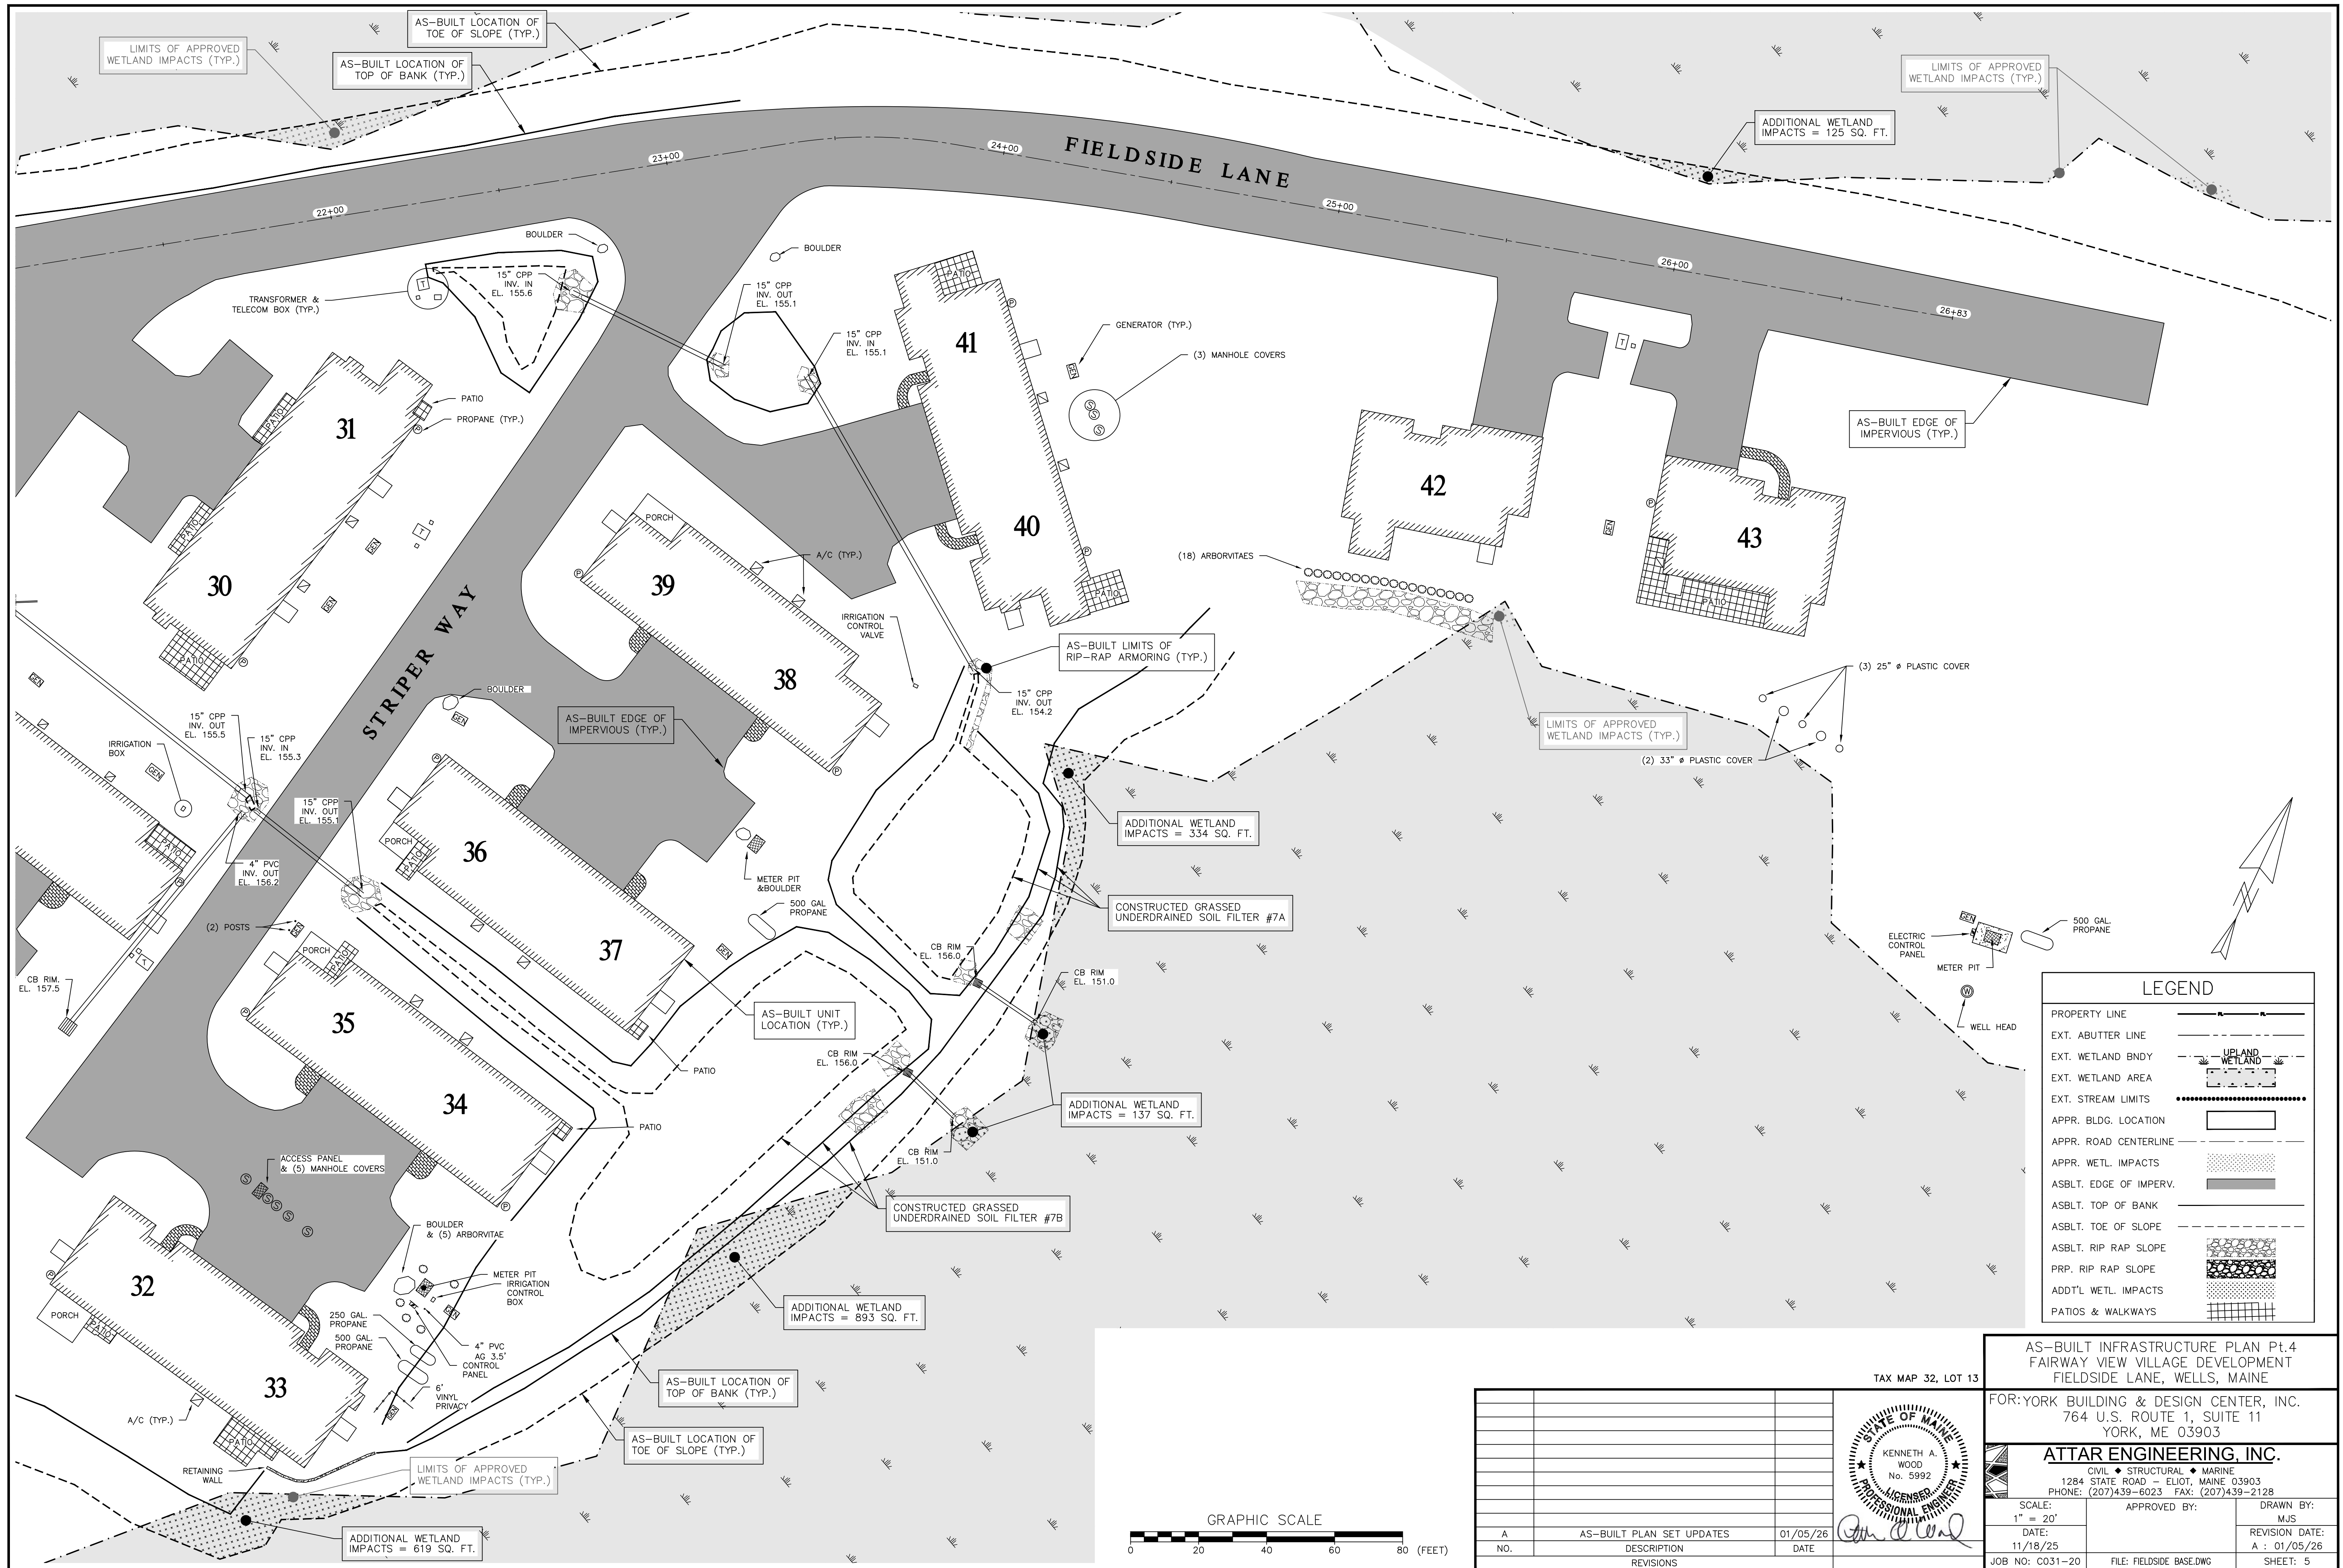 AS-BUILT LOCATION OF
TOE OF SLOPE (TYP.)
LIMITS OF APPROVED
WETLAND IMPACTS (TYP.)
AS-BUILT LOCATION OF
TOP OF BANK (TYP.)
LIMITS OF APPROVED
WETLAND IMPACTS (TYP.)
ADDITIONAL WETLAND
IMPACTS = 125 SQ. FT.
22+00
23+00
24+00
25+00
26+00
26+83
FIELDSIDE LANE
BOULDER
BOULDER
TRANSFORMER &
TELECOM BOX (TYP.)
T
15" CPP
INV. IN
EL. 155.6
15" CPP
INV. OUT
EL. 155.1
15" CPP
INV. IN
EL. 155.1
PATIO
41
P
GENERATOR (TYP.)
GEN
(3) MANHOLE COVERS
S
S
S
T
AS-BUILT EDGE OF
IMPERVIOUS (TYP.)
PATIO
PROPANE (TYP.)
P
31
PATIO
PATIO
30
PATIO
P
T
GEN
GEN
STRIPER WAY
PORCH
39
P
A/C (TYP.)
38
P
40
P
PATIO
42
43
P
GEN
PATIO
(18) ARBORVITAES
IRRIGATION
CONTROL
VALVE
AS-BUILT LIMITS OF
RIP-RAP ARMORING (TYP.)
15" CPP
INV. OUT
EL. 154.2
LIMITS OF APPROVED
WETLAND IMPACTS (TYP.)
(3) 25" ø PLASTIC COVER
(2) 33" ø PLASTIC COVER
GEN
15" CPP
INV. OUT
EL. 155.5
15" CPP
INV. IN
EL. 155.3
IRRIGATION
BOX
GEN
15" CPP
INV. OUT
EL. 155.1
4" PVC
INV. OUT
EL. 156.2
PATIO
P
BOULDER
GEN
AS-BUILT EDGE OF
IMPERVIOUS (TYP.)
P
PORCH
PATIO
36
37
METER PIT
&BOULDER
500 GAL
PROPANE
GEN
ADDITIONAL WETLAND
IMPACTS = 334 SQ. FT.
CONSTRUCTED GRASSED
UNDERDRAINED SOIL FILTER #7A
CB RIM
EL. 156.0
CB RIM
EL. 151.0
(2) POSTS
GEN
PORCH
PATIO
CB RIM.
EL. 157.5
T
P
35
34
P
AS-BUILT UNIT
LOCATION (TYP.)
PATIO
PATIO
CB RIM
EL. 156.0
CB RIM
EL. 151.0
ADDITIONAL WETLAND
IMPACTS = 137 SQ. FT.
CONSTRUCTED GRASSED
UNDERDRAINED SOIL FILTER #7B
GEN
ELECTRIC
CONTROL
PANEL
METER PIT
500 GAL.
PROPANE
W
WELL HEAD
ACCESS PANEL
& (5) MANHOLE COVERS
S
S
S
S
S
BOULDER
& (5) ARBORVITAE
METER PIT
IRRIGATION
CONTROL
BOX
GEN
250 GAL.
PROPANE
500 GAL.
PROPANE
4" PVC
AG 3.5'
CONTROL
PANEL
6'
VINYL
PRIVACY
GEN
P
32
PORCH
PATIO
33
A/C (TYP.)
PATIO
RETAINING
WALL
ADDITIONAL WETLAND
IMPACTS = 893 SQ. FT.
AS-BUILT LOCATION OF
TOP OF BANK (TYP.)
AS-BUILT LOCATION OF
TOE OF SLOPE (TYP.)
LIMITS OF APPROVED
WETLAND IMPACTS (TYP.)
ADDITIONAL WETLAND
IMPACTS = 619 SQ. FT.
LEGEND
PROPERTY LINE
EXT. ABUTTER LINE
EXT. WETLAND BNDY
UPLAND
WETLAND
EXT. WETLAND AREA
EXT. STREAM LIMITS
APPR. BLDG. LOCATION
APPR. ROAD CENTERLINE
APPR. WETL. IMPACTS
ASBLT. EDGE OF IMPERV.
ASBLT. TOP OF BANK
ASBLT. TOE OF SLOPE
ASBLT. RIP RAP SLOPE
PRP. RIP RAP SLOPE
ADDT'L WETL. IMPACTS
PATIOS & WALKWAYS
GRAPHIC SCALE
0 20 40 60 80 (FEET)
TAX MAP 32, LOT 13
A AS-BUILT PLAN SET UPDATES 01/05/26
NO. DESCRIPTION DATE
REVISIONS
STATE OF MAINE
KENNETH A.
WOOD
No. 5992
LICENSED
PROFESSIONAL ENGINEER
AS-BUILT INFRASTRUCTURE PLAN Pt.4
FAIRWAY VIEW VILLAGE DEVELOPMENT
FIELDSIDE LANE, WELLS, MAINE
FOR: YORK BUILDING & DESIGN CENTER, INC.
764 U.S. ROUTE 1, SUITE 11
YORK, ME 03903
ATTAR ENGINEERING, INC.
CIVIL ◆ STRUCTURAL ◆ MARINE
1284 STATE ROAD - ELIOT, MAINE 03903
PHONE: (207)439-6023 FAX: (207)439-2128
SCALE:
1" = 20'
APPROVED BY:
DRAWN BY:
MJS
DATE:
11/18/25
REVISION DATE:
A : 01/05/26
JOB NO: C031-20
FILE: FIELDSIDE BASE.DWG
SHEET: 5